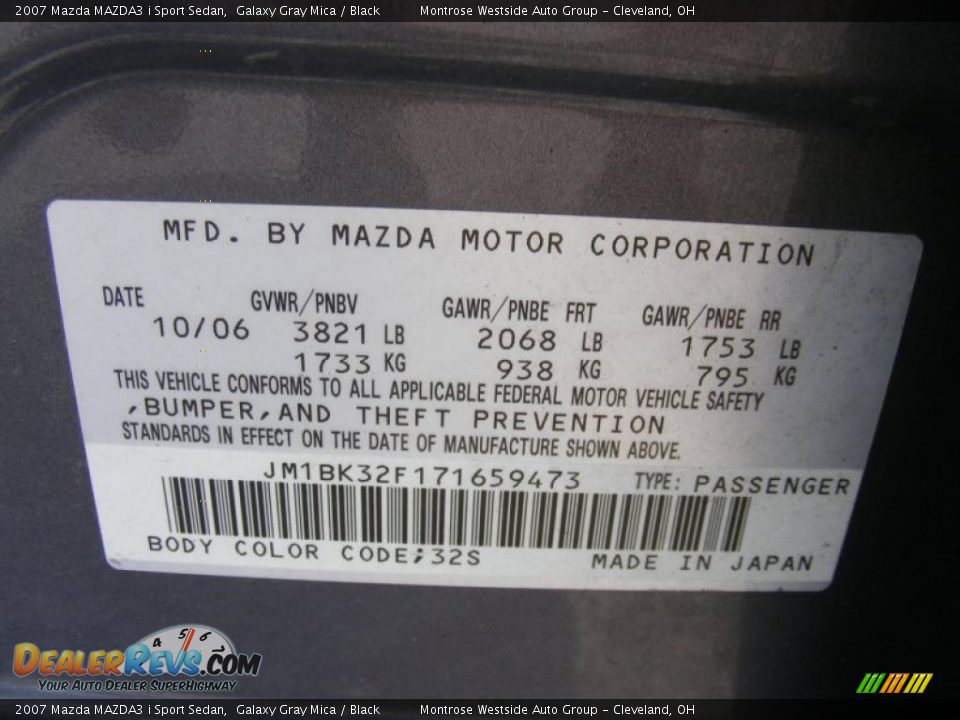 2007 Mazda MAZDA3 i Sport Sedan, Galaxy Gray Mica / Black Montrose Westside Auto Group - Cleveland, OH
MFD. BY MAZDA MOTOR CORPORATION
DATE GVWR/PNBV GAWR/PNBE FRT GAWR/PNBE RR
10/06 3821 LB 2068 LB 1753 LB
1733 KG 938 KG 795 KG
THIS VEHICLE CONFORMS TO ALL APPLICABLE FEDERAL MOTOR VEHICLE SAFETY
,BUMPER,AND THEFT PREVENTION
STANDARDS IN EFFECT ON THE DATE OF MANUFACTURE SHOWN ABOVE.
JM1BK32F171659473 TYPE: PASSENGER
BODY COLOR CODE;32S MADE IN JAPAN
4 5 6
DEALERREVS.COM
YOUR AUTO DEALER SUPERHIGHWAY
2007 Mazda MAZDA3 i Sport Sedan, Galaxy Gray Mica / Black Montrose Westside Auto Group - Cleveland, OH